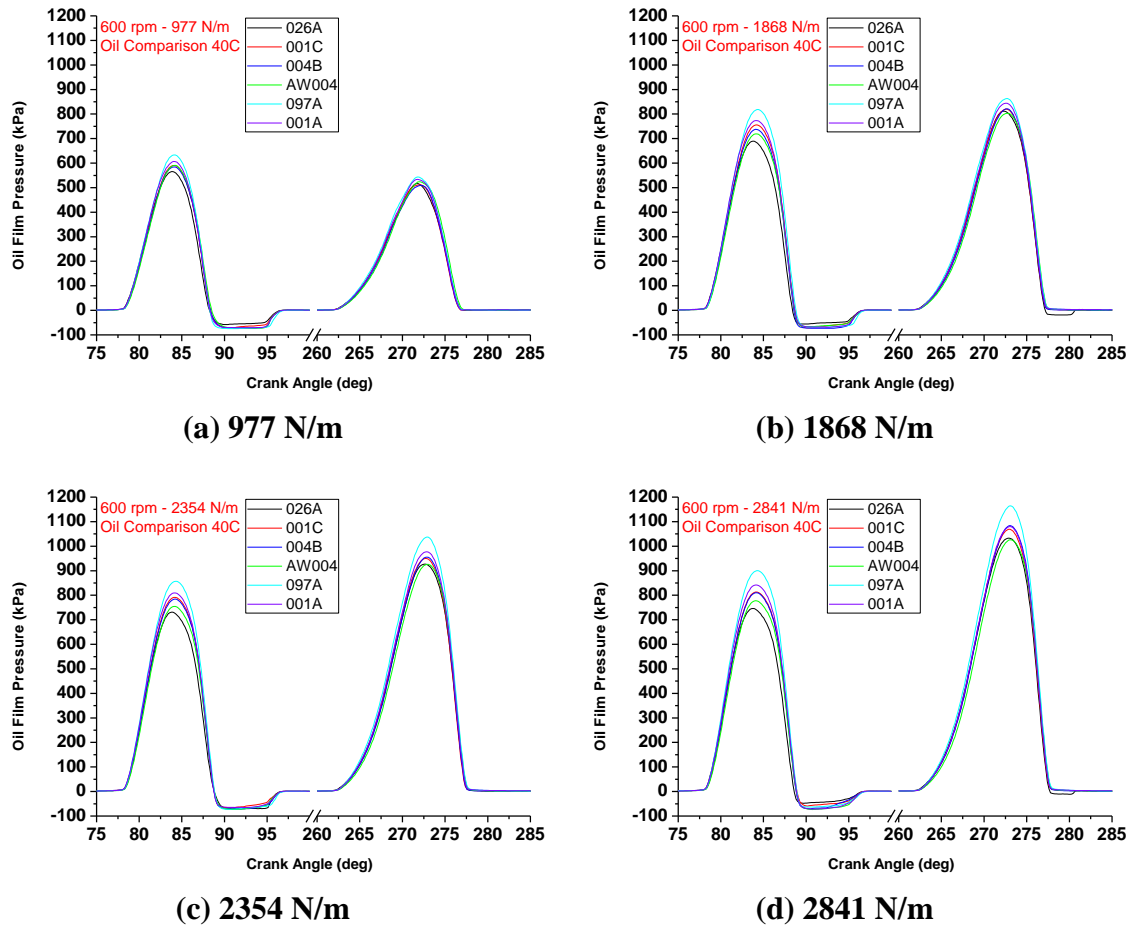 600 rpm - 977 N/m
Oil Comparison 40C
026A
001C
004B
AW004
097A
001A
1200
1100
1000
900
800
700
600
500
400
300
200
100
0
-100
Oil Film Pressure (kPa)
75 80 85 90 95 260 265 270 275 280 285
Crank Angle (deg)
(a) 977 N/m
600 rpm - 1868 N/m
Oil Comparison 40C
026A
001C
004B
AW004
097A
001A
1200
1100
1000
900
800
700
600
500
400
300
200
100
0
-100
Oil Film Pressure (kPa)
75 80 85 90 95 260 265 270 275 280 285
Crank Angle (deg)
(b) 1868 N/m
600 rpm - 2354 N/m
Oil Comparison 40C
026A
001C
004B
AW004
097A
001A
1200
1100
1000
900
800
700
600
500
400
300
200
100
0
-100
Oil Film Pressure (kPa)
75 80 85 90 95 260 265 270 275 280 285
Crank Angle (deg)
(c) 2354 N/m
600 rpm - 2841 N/m
Oil Comparison 40C
026A
001C
004B
AW004
097A
001A
1200
1100
1000
900
800
700
600
500
400
300
200
100
0
-100
Oil Film Pressure (kPa)
75 80 85 90 95 260 265 270 275 280 285
Crank Angle (deg)
(d) 2841 N/m